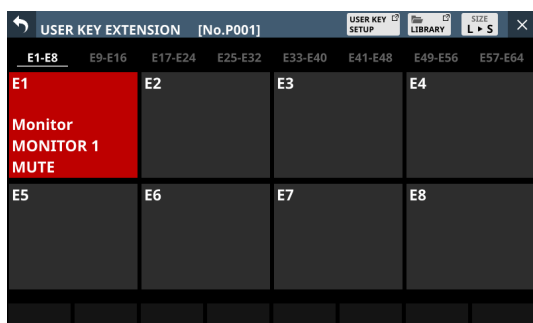 USER KEY EXTENSION [No.P001]
USER KEY
SETUP
LIBRARY
SIZE
L ▸ S
E1-E8 E9-E16 E17-E24 E25-E32 E33-E40 E41-E48 E49-E56 E57-E64
E1 E2 E3 E4
Monitor
MONITOR 1
MUTE
E5 E6 E7 E8